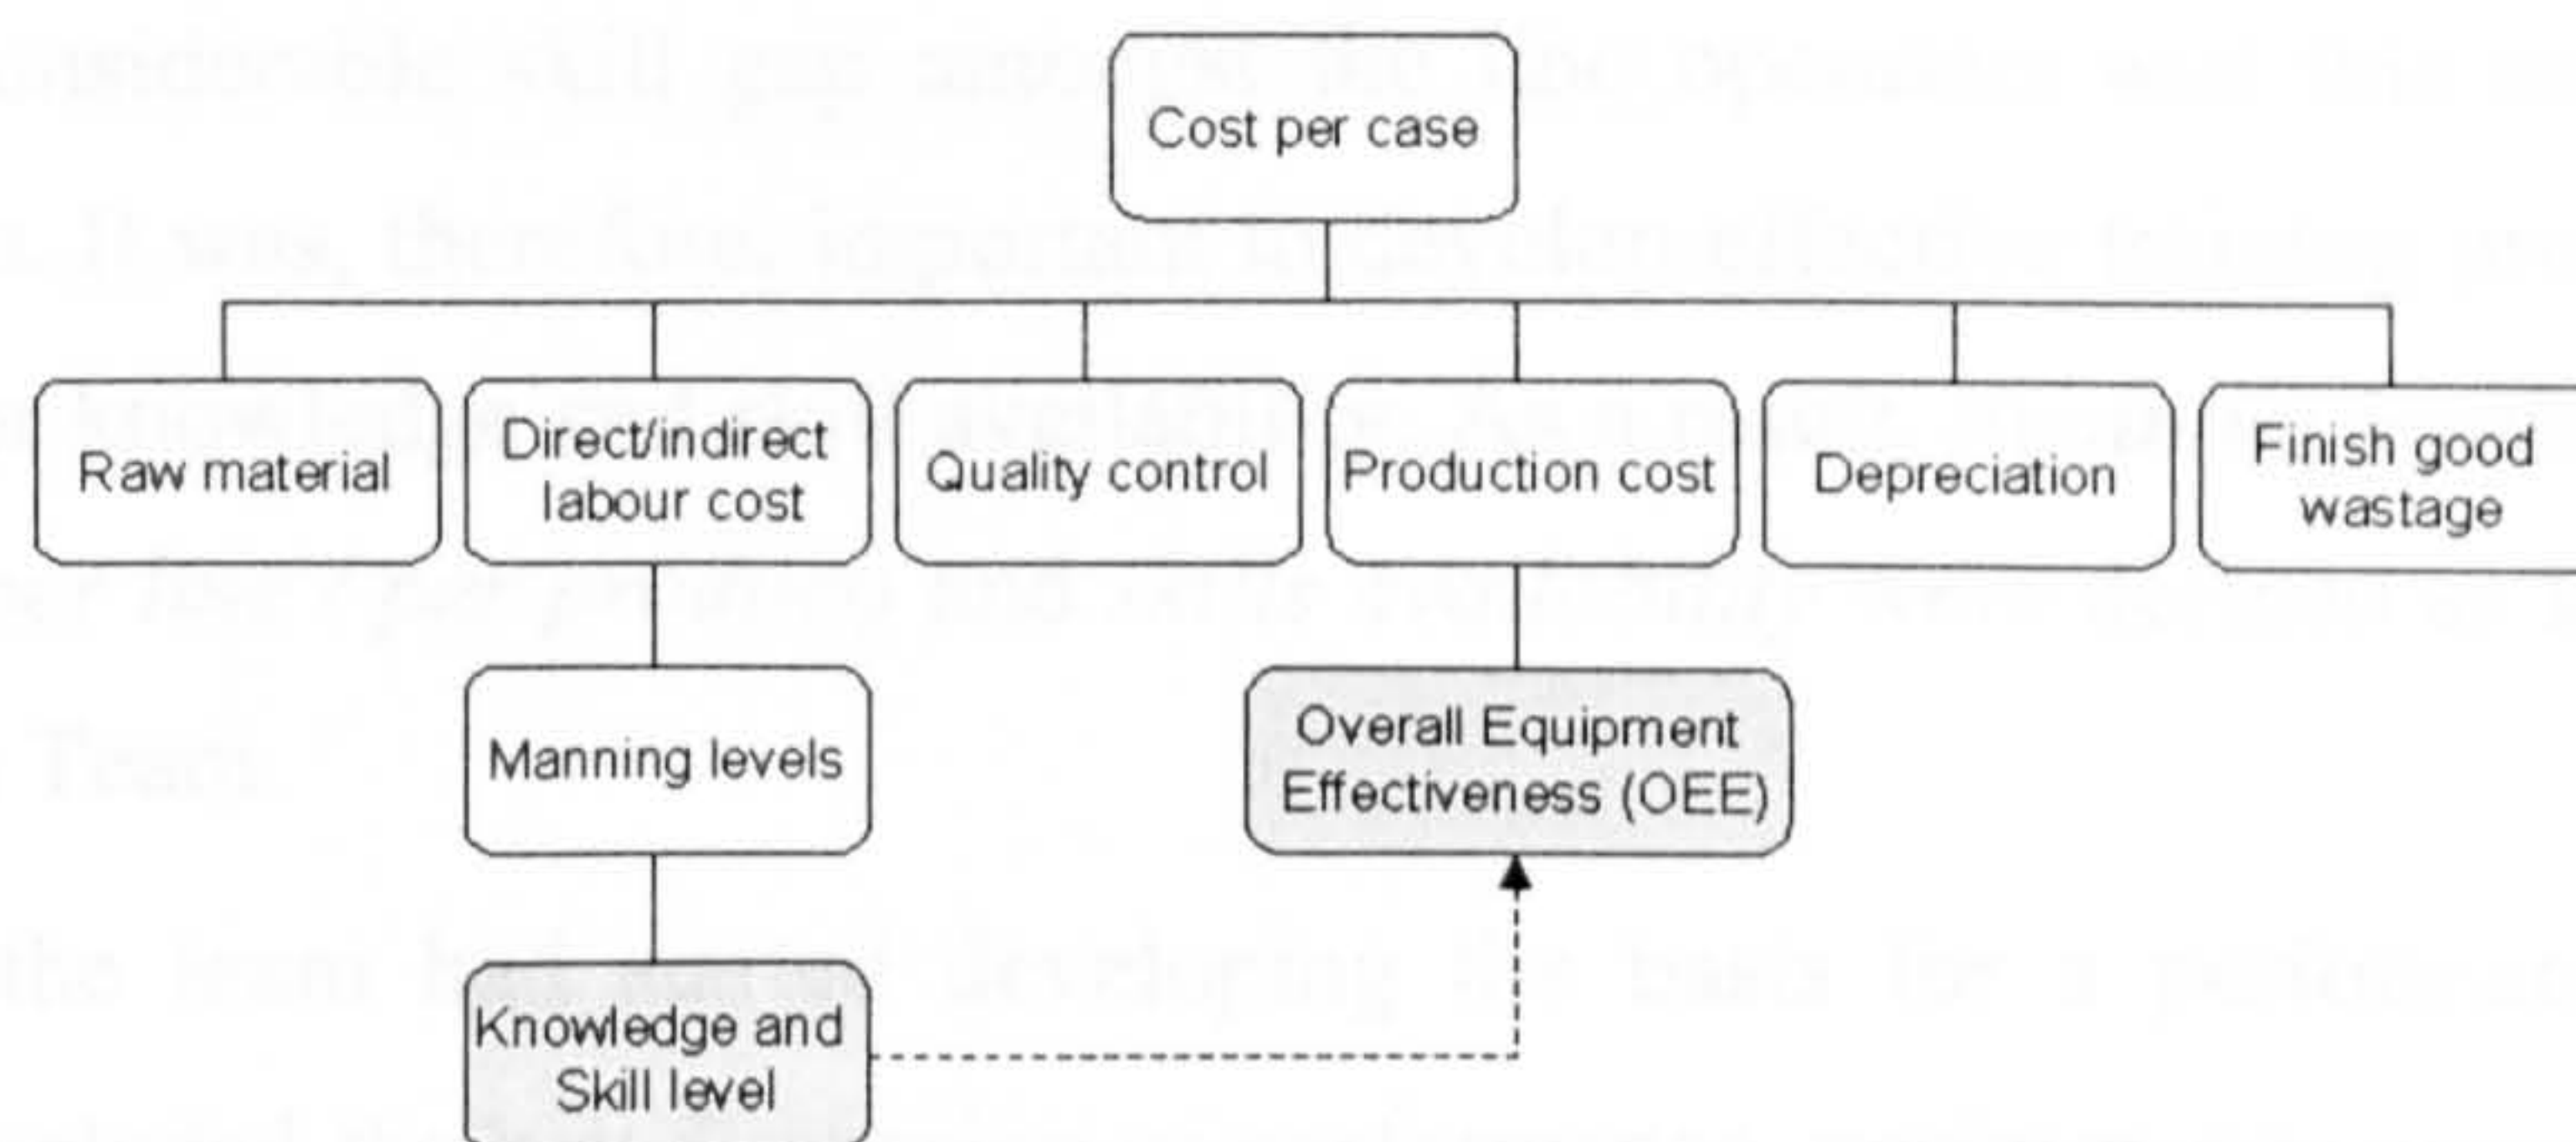 Cost per case
Raw material
Direct/indirect
labour cost
Quality control
Production cost
Depreciation
Finish good
wastage
Manning levels
Overall Equipment
Effectiveness (OEE)
Knowledge and
Skill level